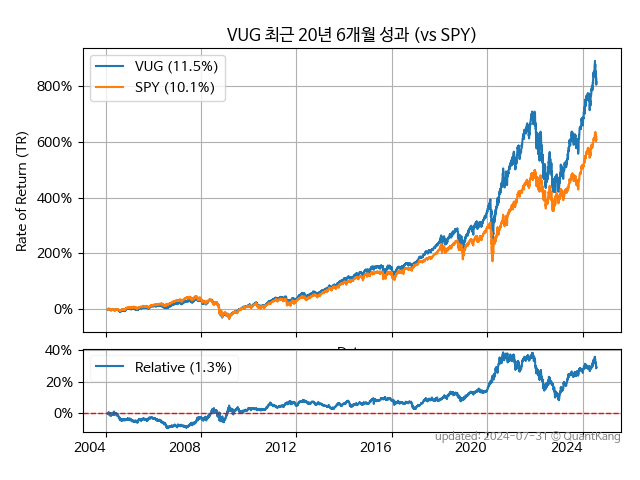 VUG 최근 20년 6개월 성과 (vs SPY)
VUG (11.5%)
SPY (10.1%)
800%
600%
400%
200%
0%
Rate of Return (TR)
40%
20%
0%
Relative (1.3%)
2004 2008 2012 2016 2020 2024
updated: 2024-07-31 © QuantKang